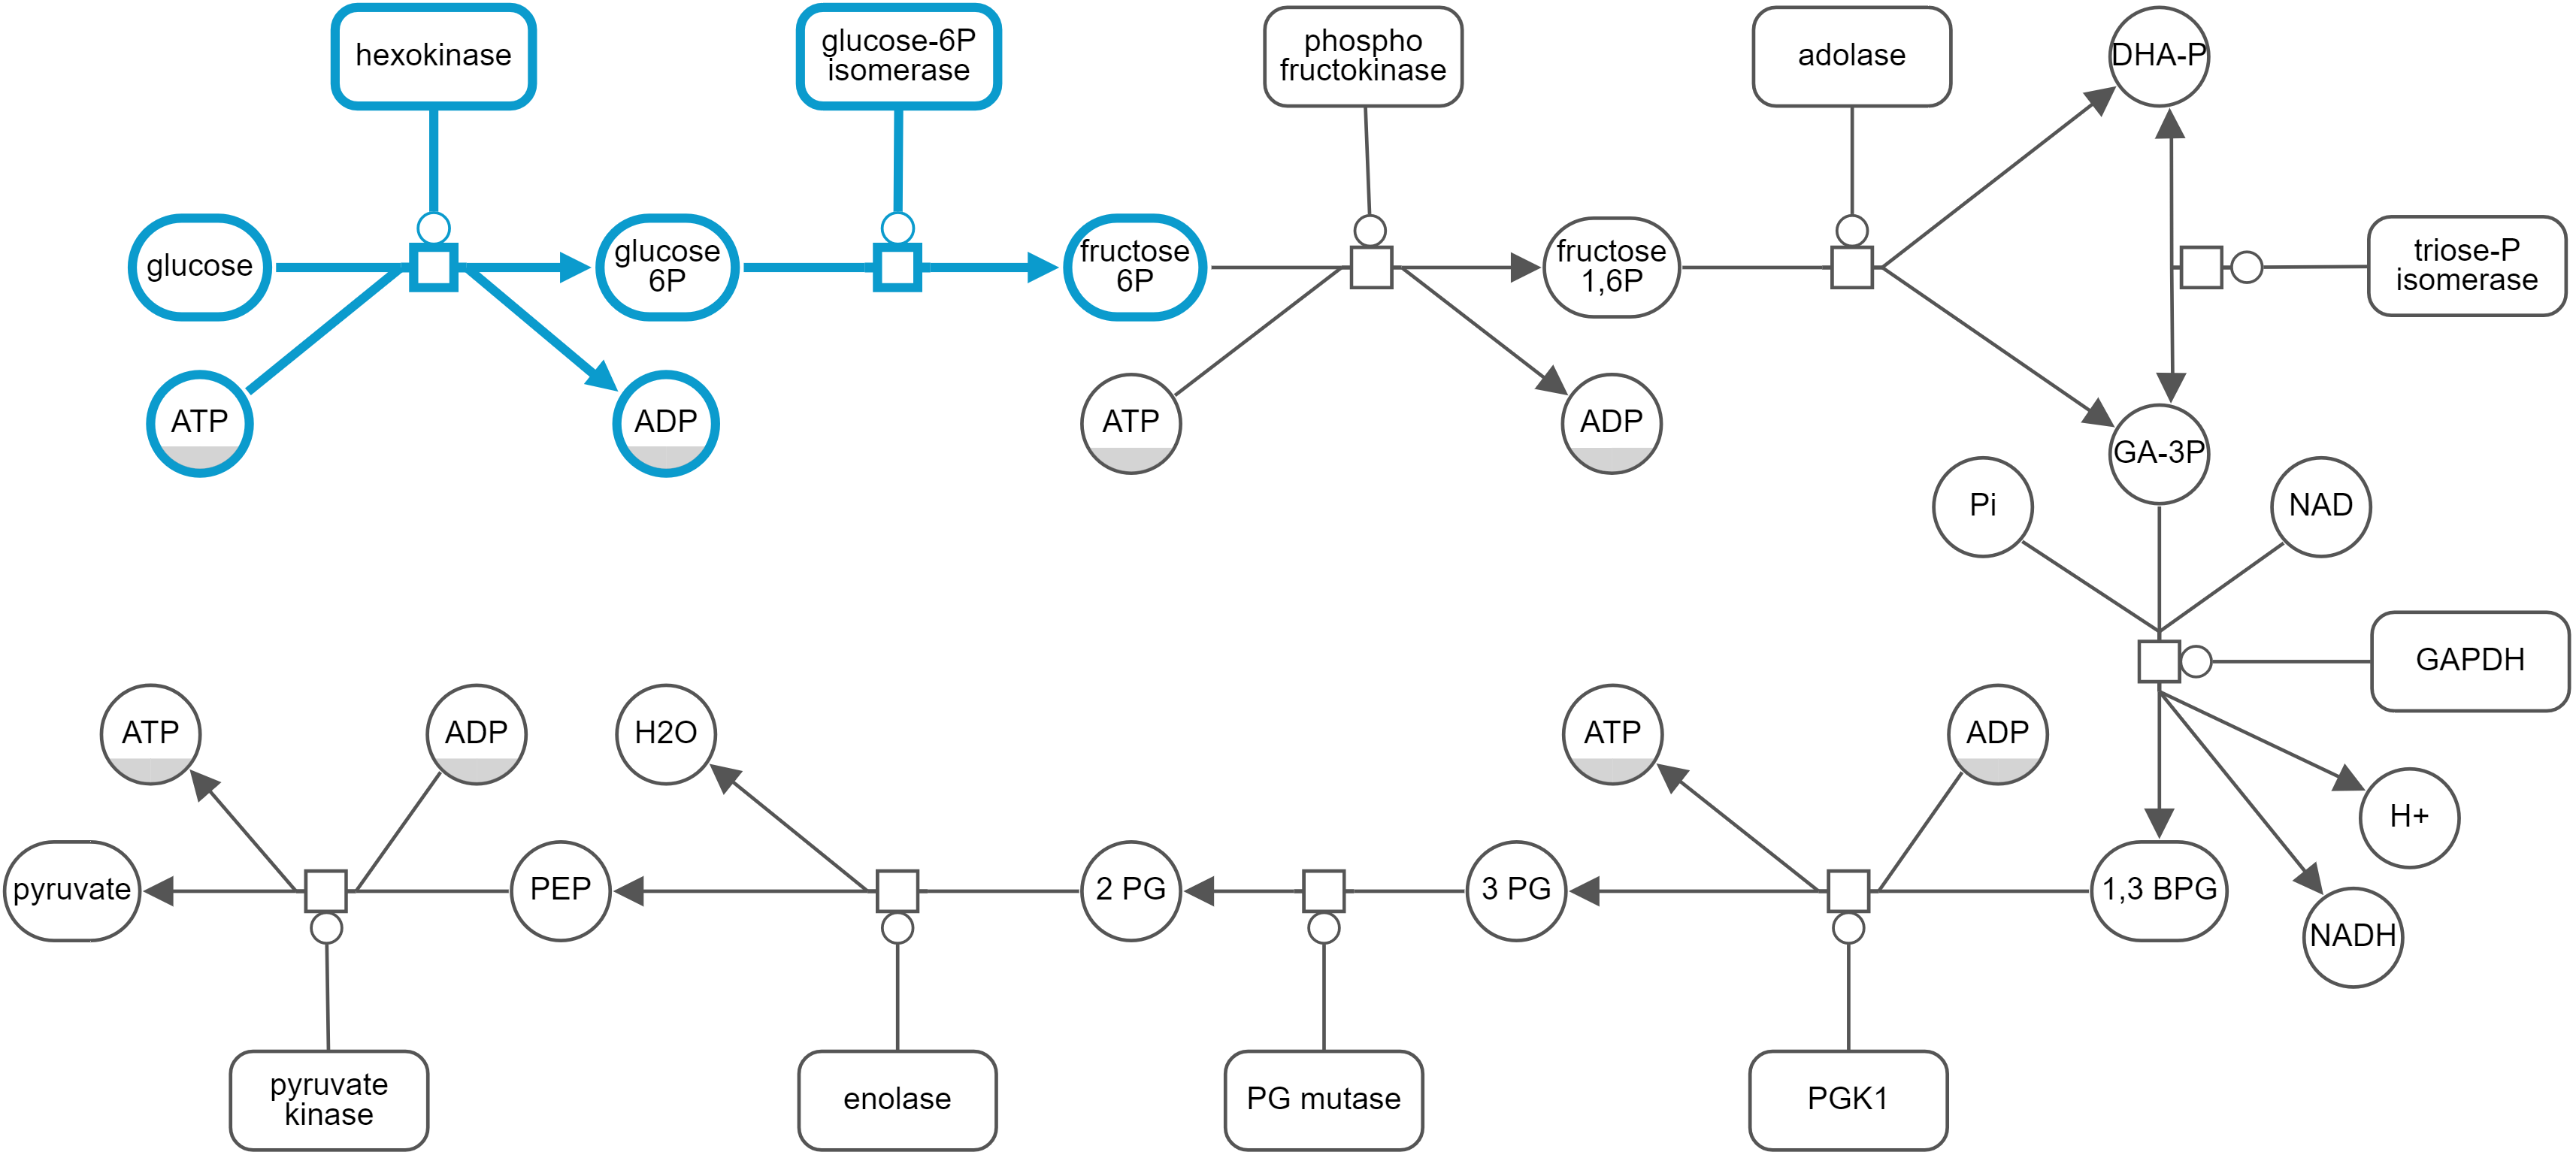 hexokinase
glucose-6P
isomerase
phospho
fructokinase
adolase
DHA-P
glucose
glucose
6P
fructose
6P
fructose
1,6P
triose-P
isomerase
ATP
ADP
ATP
ADP
GA-3P
Pi
NAD
GAPDH
ATP
ADP
H2O
ATP
ADP
H+
pyruvate
PEP
2 PG
3 PG
1,3 BPG
NADH
pyruvate
kinase
enolase
PG mutase
PGK1